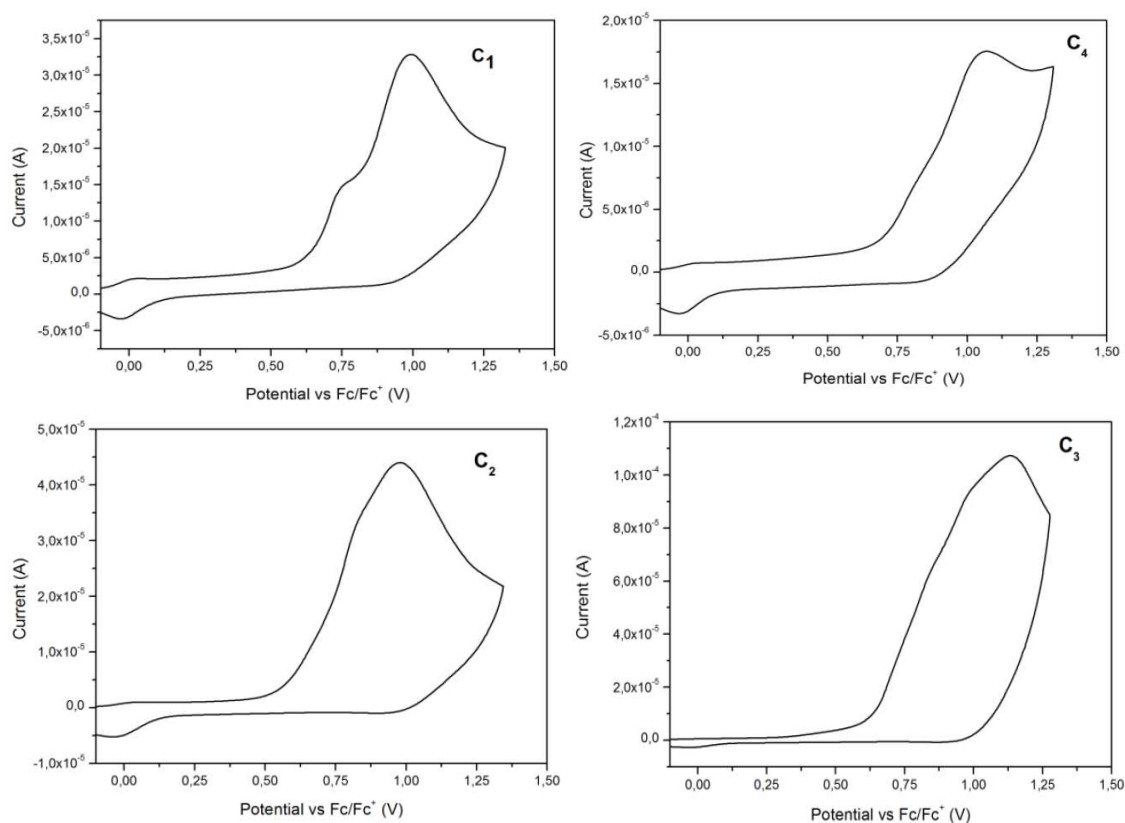 C1
3,5x10-5
3,0x10-5
2,5x10-5
2,0x10-5
1,5x10-5
1,0x10-5
5,0x10-6
0,0
-5,0x10-6
Current (A)
0,00 0,25 0,50 0,75 1,00 1,25 1,50
Potential vs Fc/Fc+ (V)
C4
2,0x10-5
1,5x10-5
1,0x10-5
5,0x10-6
0,0
-5,0x10-6
Current (A)
0,00 0,25 0,50 0,75 1,00 1,25 1,50
Potential vs Fc/Fc+ (V)
C2
5,0x10-5
4,0x10-5
3,0x10-5
2,0x10-5
1,0x10-5
0,0
-1,0x10-5
Current (A)
0,00 0,25 0,50 0,75 1,00 1,25 1,50
Potential vs Fc/Fc+ (V)
C3
1,2x10-4
1,0x10-4
8,0x10-5
6,0x10-5
4,0x10-5
2,0x10-5
0,0
Current (A)
0,00 0,25 0,50 0,75 1,00 1,25 1,50
Potential vs Fc/Fc+ (V)